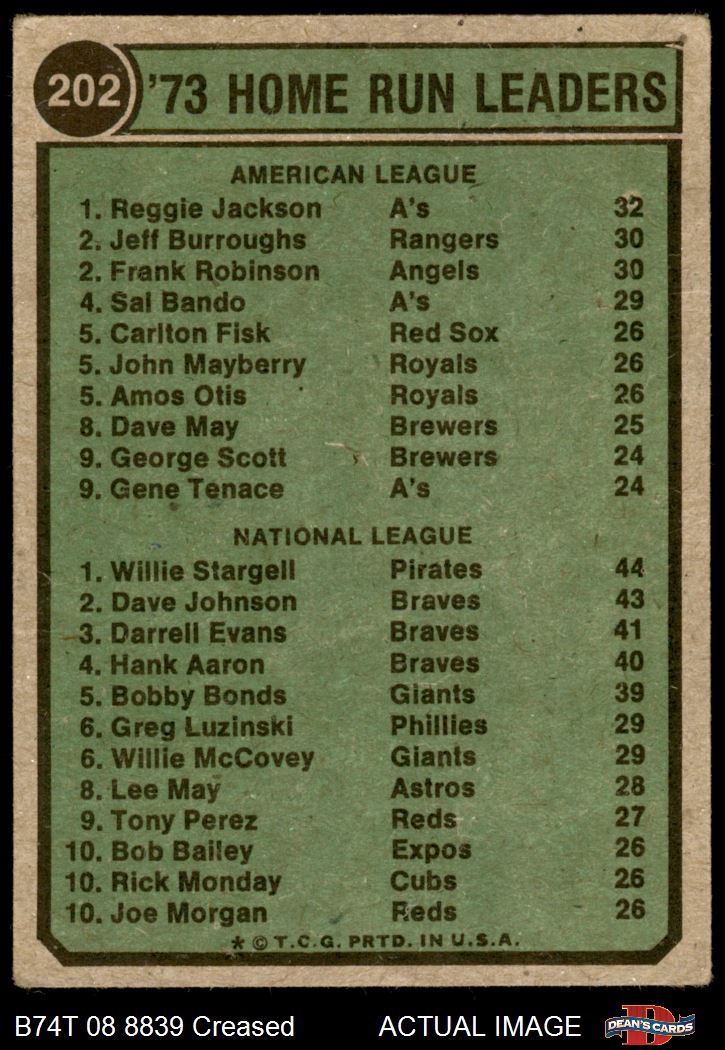 202 '73 HOME RUN LEADERS
AMERICAN LEAGUE
1. Reggie Jackson A's 32
2. Jeff Burroughs Rangers 30
2. Frank Robinson Angels 30
4. Sal Bando A's 29
5. Carlton Fisk Red Sox 26
5. John Mayberry Royals 26
5. Amos Otis Royals 26
8. Dave May Brewers 25
9. George Scott Brewers 24
9. Gene Tenace A's 24
NATIONAL LEAGUE
1. Willie Stargell Pirates 44
2. Dave Johnson Braves 43
3. Darrell Evans Braves 41
4. Hank Aaron Braves 40
5. Bobby Bonds Giants 39
6. Greg Luzinski Phillies 29
6. Willie McCovey Giants 29
8. Lee May Astros 28
9. Tony Perez Reds 27
10. Bob Bailey Expos 26
10. Rick Monday Cubs 26
10. Joe Morgan Reds 26
* © T.C.G. PRTD. IN U.S.A.
B74T 08 8839 Creased ACTUAL IMAGE D DEAN'S CARDS